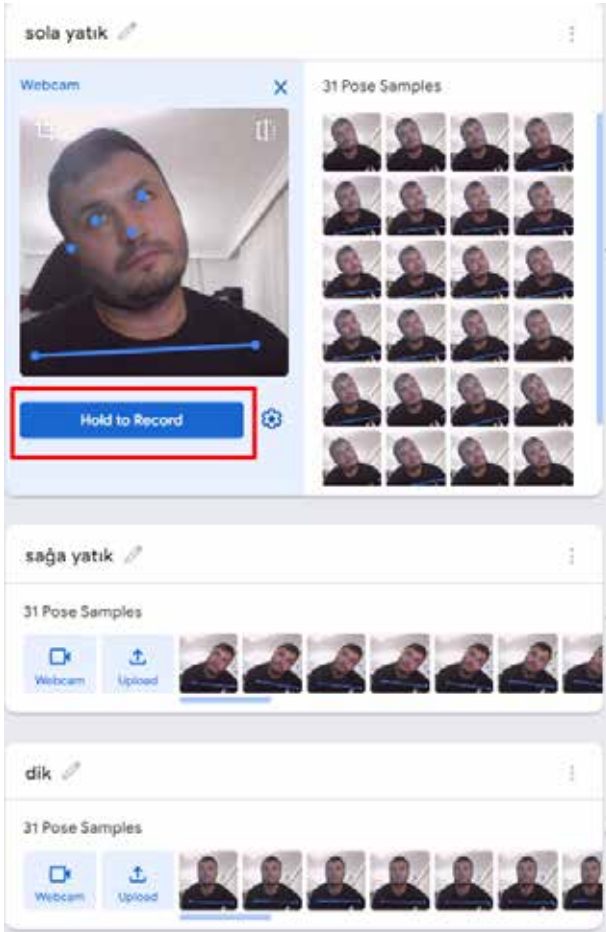 sola yatık
Webcam
31 Pose Samples
Hold to Record
sağa yatık
31 Pose Samples
Webcam
Upload
dik
31 Pose Samples
Webcam
Upload